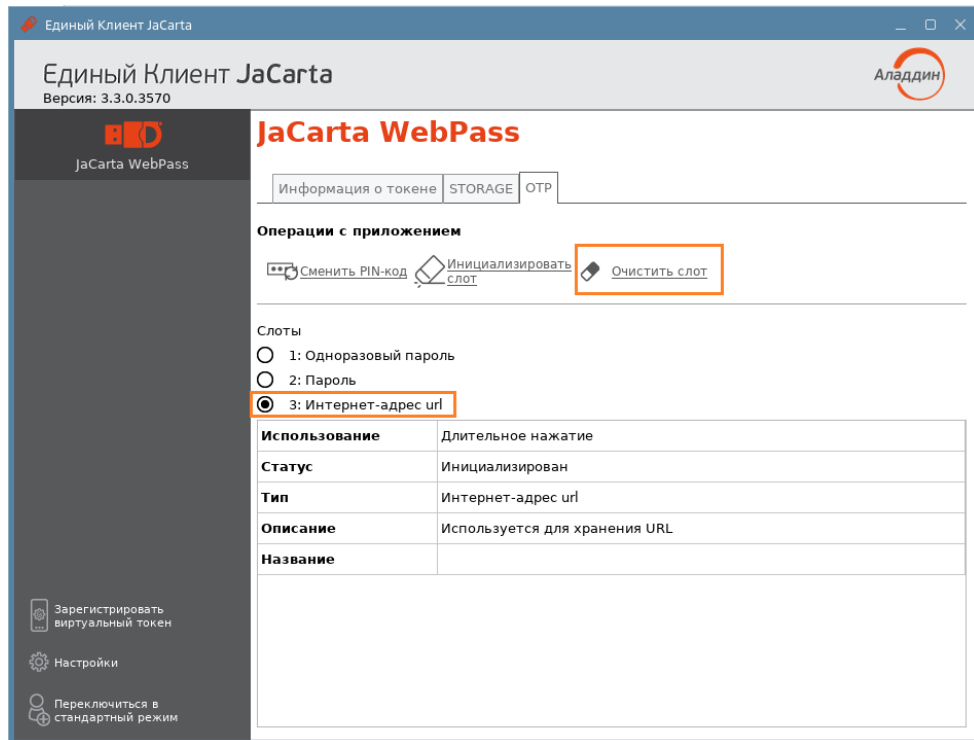 Единый Клиент JaCarta
Единый Клиент JaCarta
Версия: 3.3.0.3570
Аладдин
JaCarta WebPass
JaCarta WebPass
Информация о токене STORAGE OTP
Операции с приложением
Сменить PIN-код
Инициализировать
слот
Очистить слот
Слоты
1: Одноразовый пароль
2: Пароль
3: Интернет-адрес url
Использование Длительное нажатие
Статус Инициализирован
Тип Интернет-адрес url
Описание Используется для хранения URL
Название
Зарегистрировать
виртуальный токен
Настройки
Переключиться в
стандартный режим